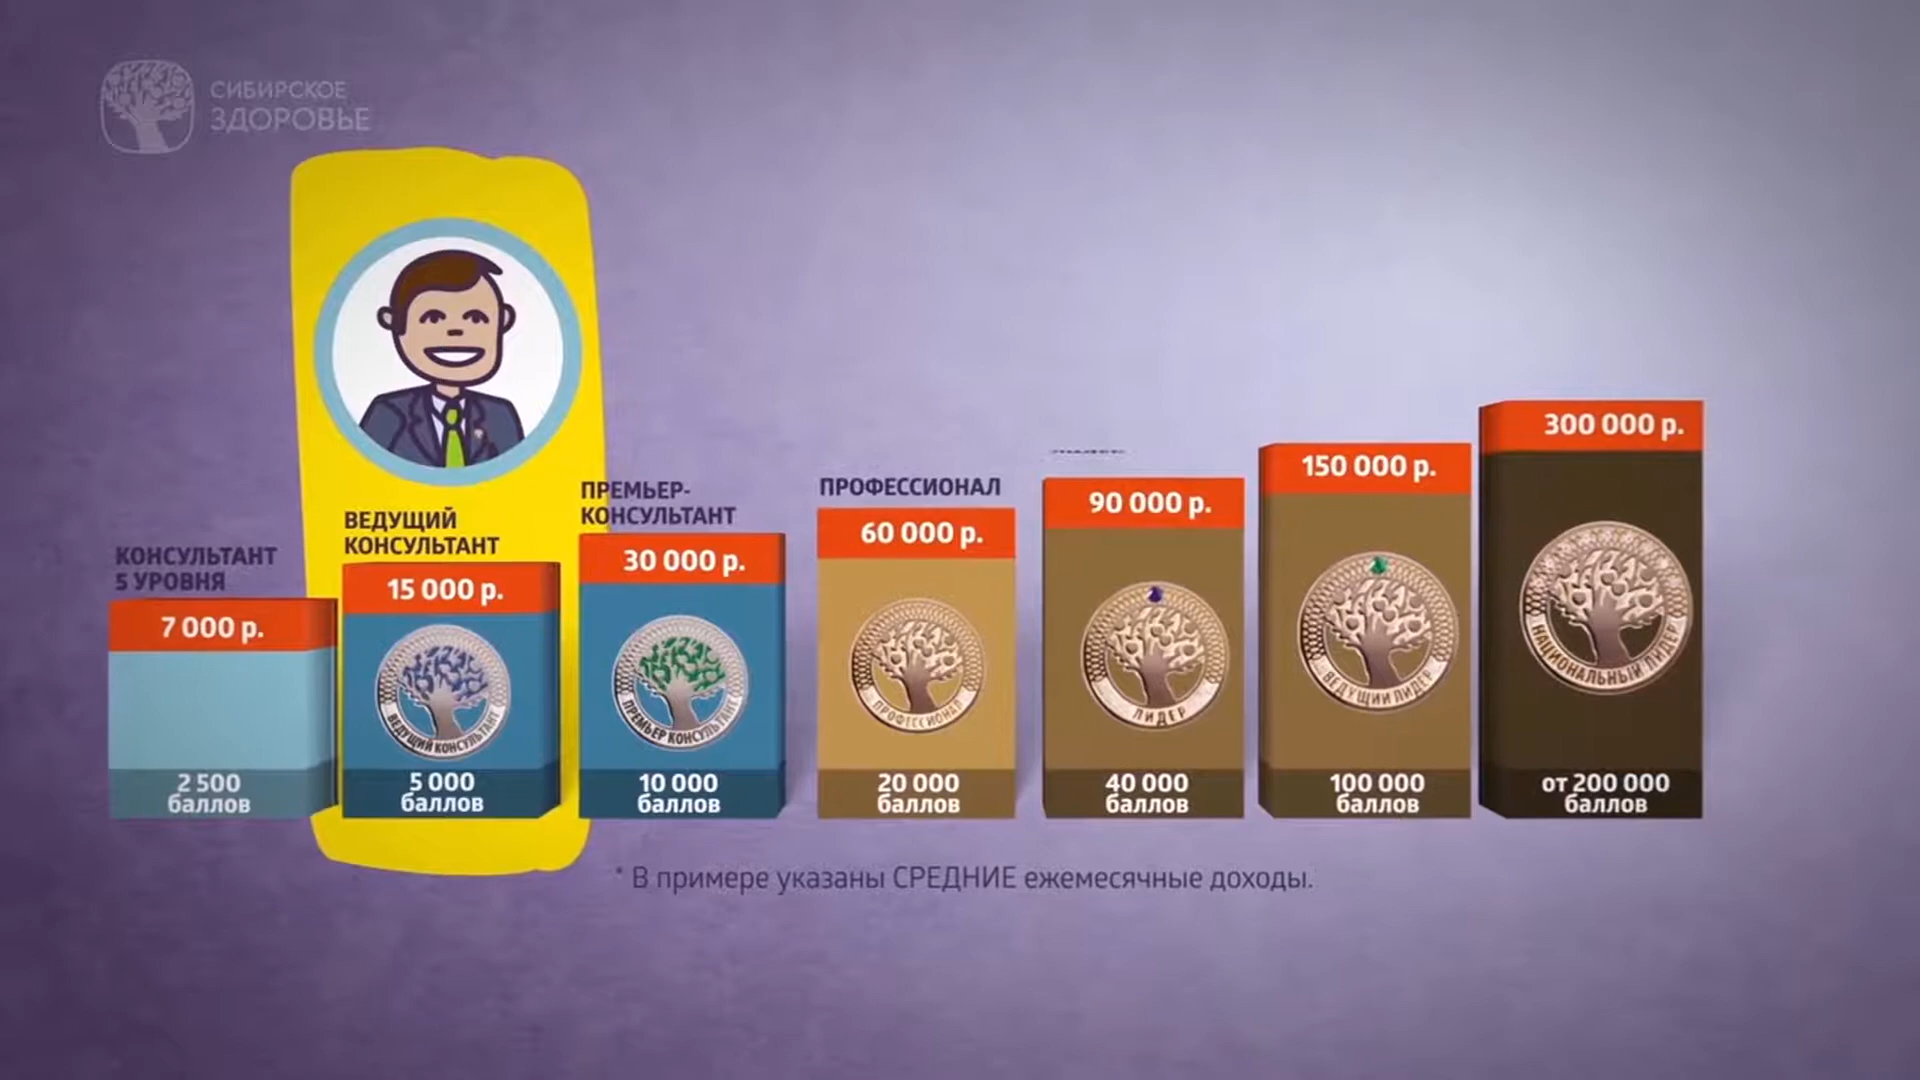 СИБИРСКОЕ
ЗДОРОВЬЕ
КОНСУЛЬТАНТ
5 УРОВНЯ
7 000 р.
2 500
баллов
ВЕДУЩИЙ
КОНСУЛЬТАНТ
15 000 р.
ВЕДУЩИЙ КОНСУЛЬТАНТ
5 000
баллов
ПРЕМЬЕР-
КОНСУЛЬТАНТ
30 000 р.
ПРЕМЬЕР КОНСУЛЬТАНТ
10 000
баллов
ПРОФЕССИОНАЛ
60 000 р.
ПРОФЕССИОНАЛ
20 000
баллов
90 000 р.
ЛИДЕР
40 000
баллов
150 000 р.
ВЕДУЩИЙ ЛИДЕР
100 000
баллов
300 000 р.
НАЦИОНАЛЬНЫЙ ЛИДЕР
от 200 000
баллов
* В примере указаны СРЕДНИЕ ежемесячные доходы.